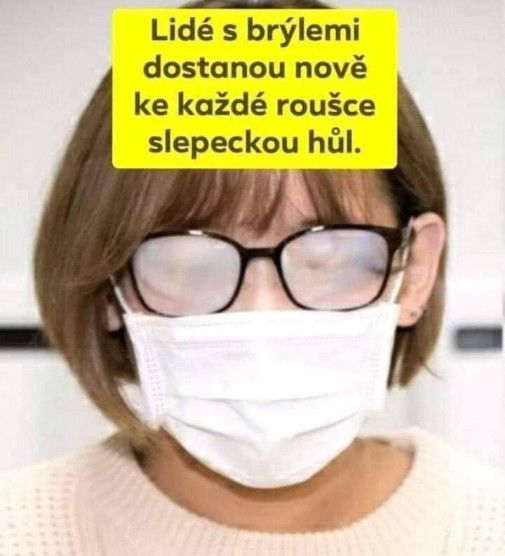 Lidé s brýlemi
dostanou nově
ke každé roušce
slepeckou hůl.